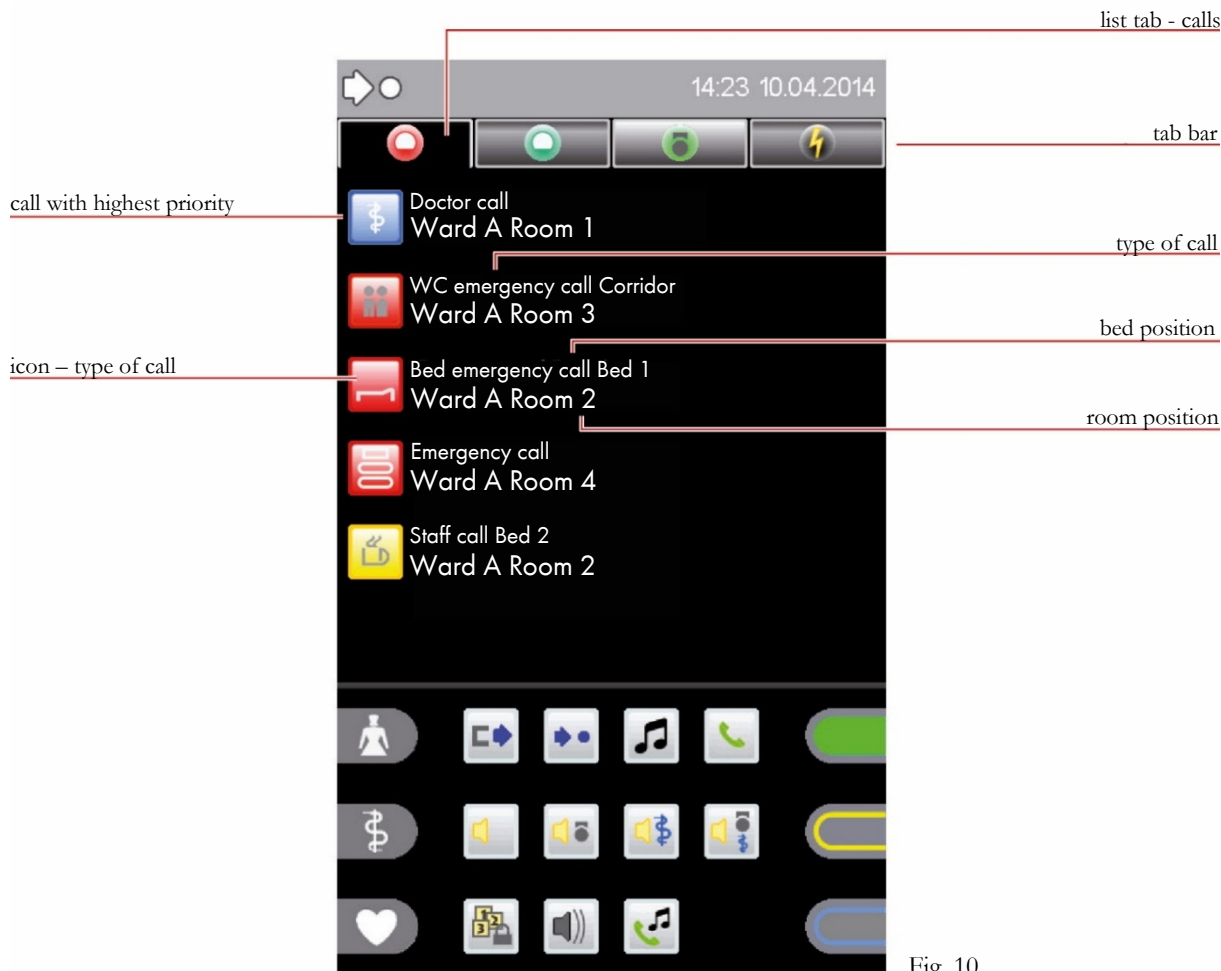 list tab - calls
14:23 10.04.2014
tab bar
call with highest priority
Doctor call
Ward A Room 1
type of call
WC emergency call Corridor
Ward A Room 3
bed position
icon – type of call
Bed emergency call Bed 1
Ward A Room 2
room position
Emergency call
Ward A Room 4
Staff call Bed 2
Ward A Room 2
1
2
3
Fig. 10